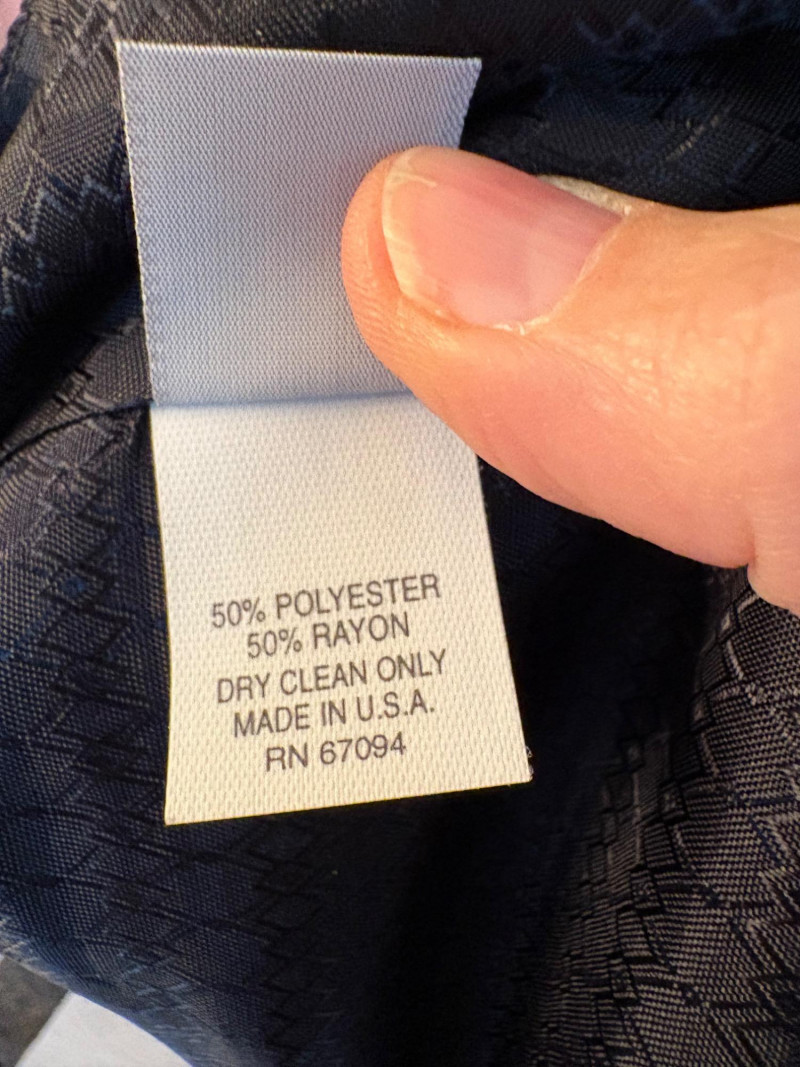 50% POLYESTER
50% RAYON
DRY CLEAN ONLY
MADE IN U.S.A.
RN 67094